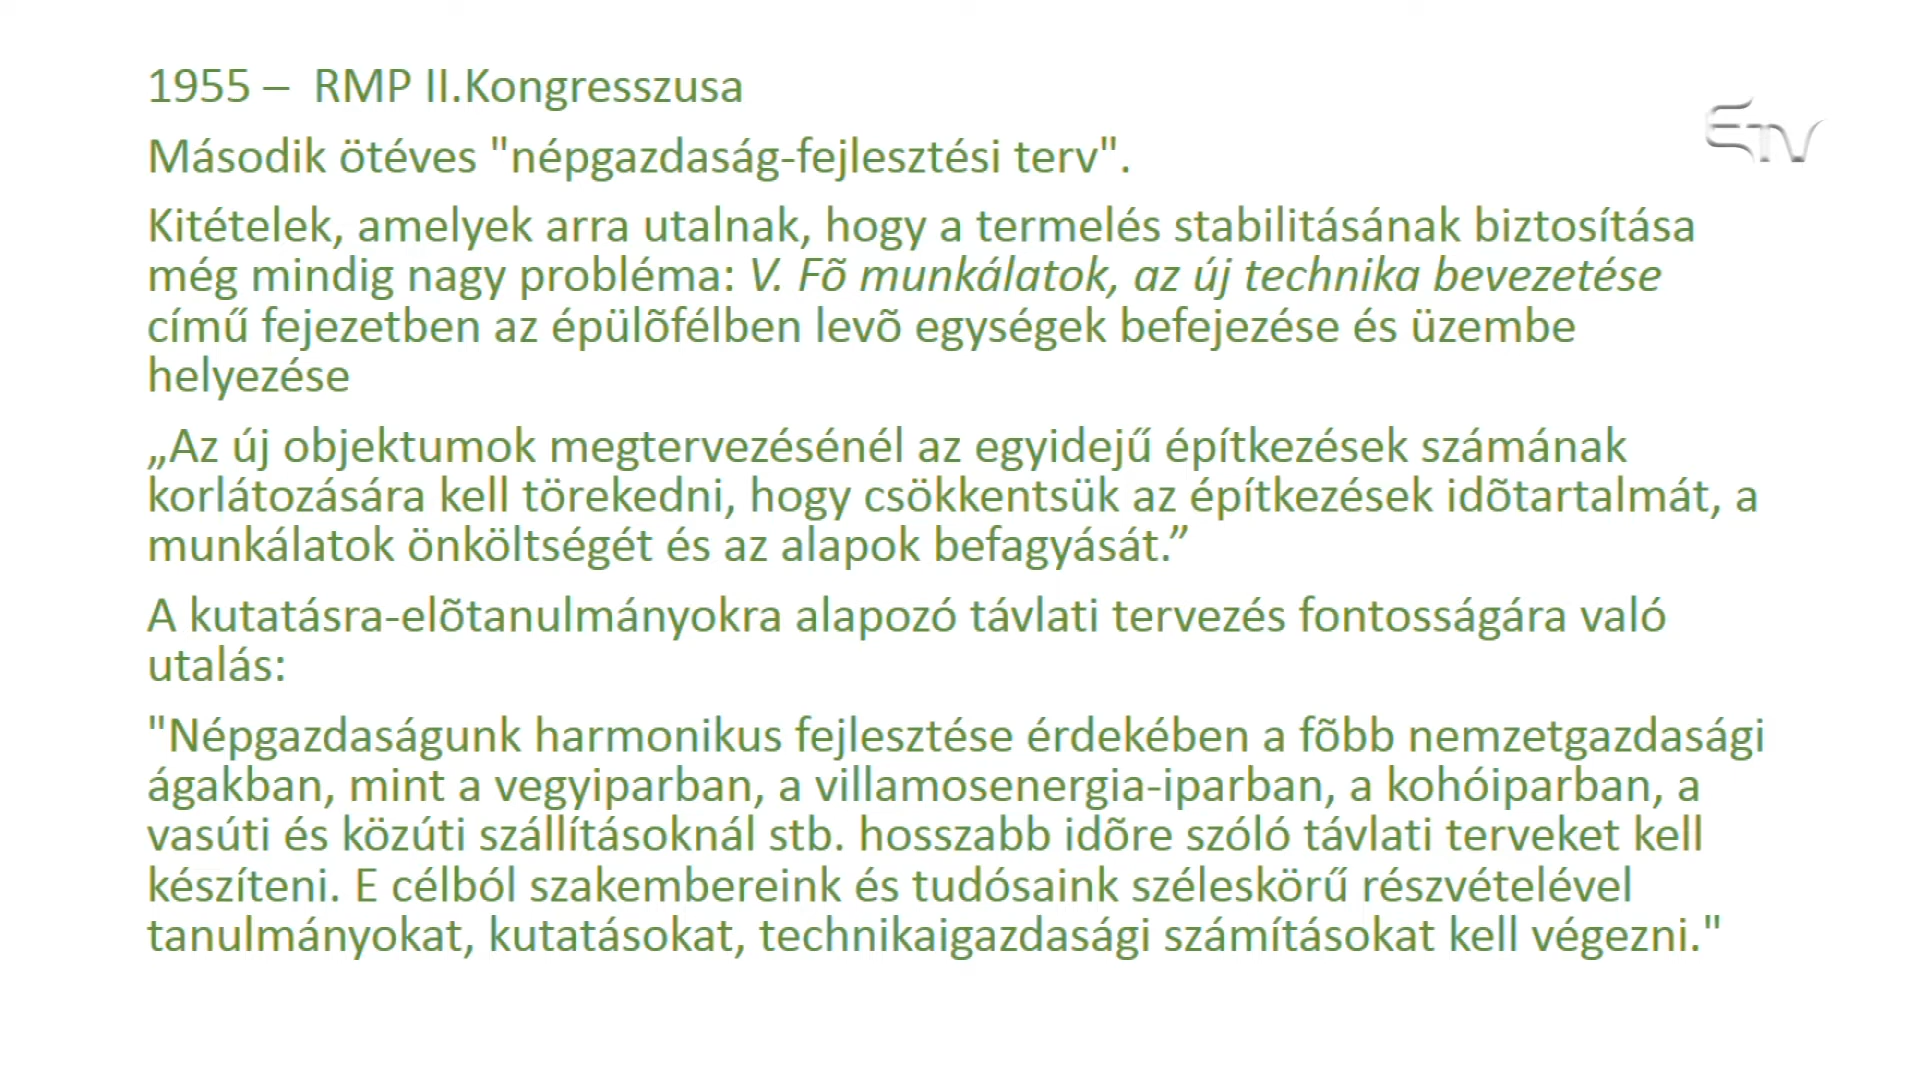 1955 –  RMP II.Kongresszusa
ETV
Második ötéves "népgazdaság-fejlesztési terv".
Kitételek, amelyek arra utalnak, hogy a termelés stabilitásának biztosítása
még mindig nagy probléma: V. Fõ munkálatok, az új technika bevezetése
című fejezetben az épülõfélben levõ egységek befejezése és üzembe
helyezése
„Az új objektumok megtervezésénél az egyidejű építkezések számának
korlátozására kell törekedni, hogy csökkentsük az építkezések idõtartalmát, a
munkálatok önköltségét és az alapok befagyását.”
A kutatásra-elõtanulmányokra alapozó távlati tervezés fontosságára való
utalás:
"Népgazdaságunk harmonikus fejlesztése érdekében a fõbb nemzetgazdasági
ágakban, mint a vegyiparban, a villamosenergia-iparban, a kohóiparban, a
vasúti és közúti szállításoknál stb. hosszabb idõre szóló távlati terveket kell
készíteni. E célból szakembereink és tudósaink széleskörű részvételével
tanulmányokat, kutatásokat, technikaigazdasági számításokat kell végezni."